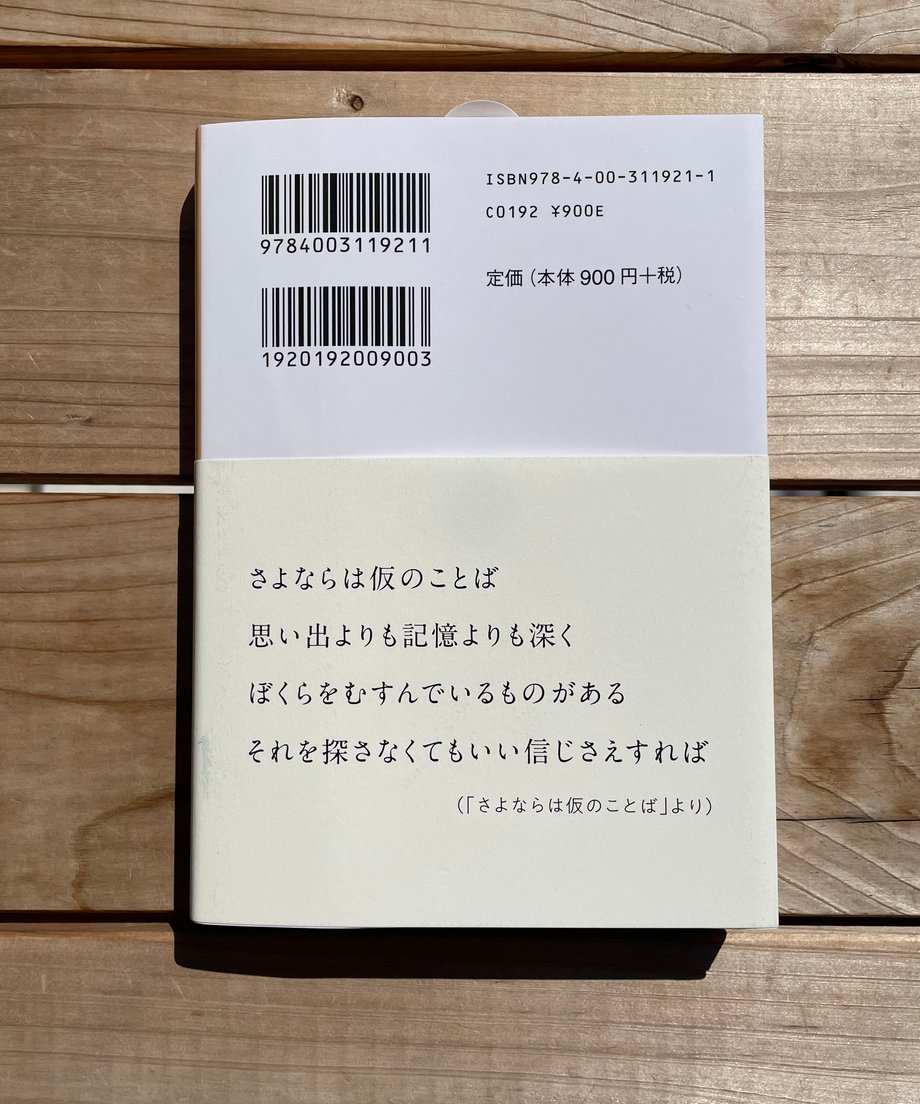 ISBN978-4-00-311921-1
C0192 ¥900E
定価(本体 900 円+税)
9784003119211
1920192009003
さよならは仮のことば
思い出よりも記憶よりも深く
ぼくらをむすんでいるものがある
それを探さなくてもいい信じさえすれば
(「さよならは仮のことば」より)